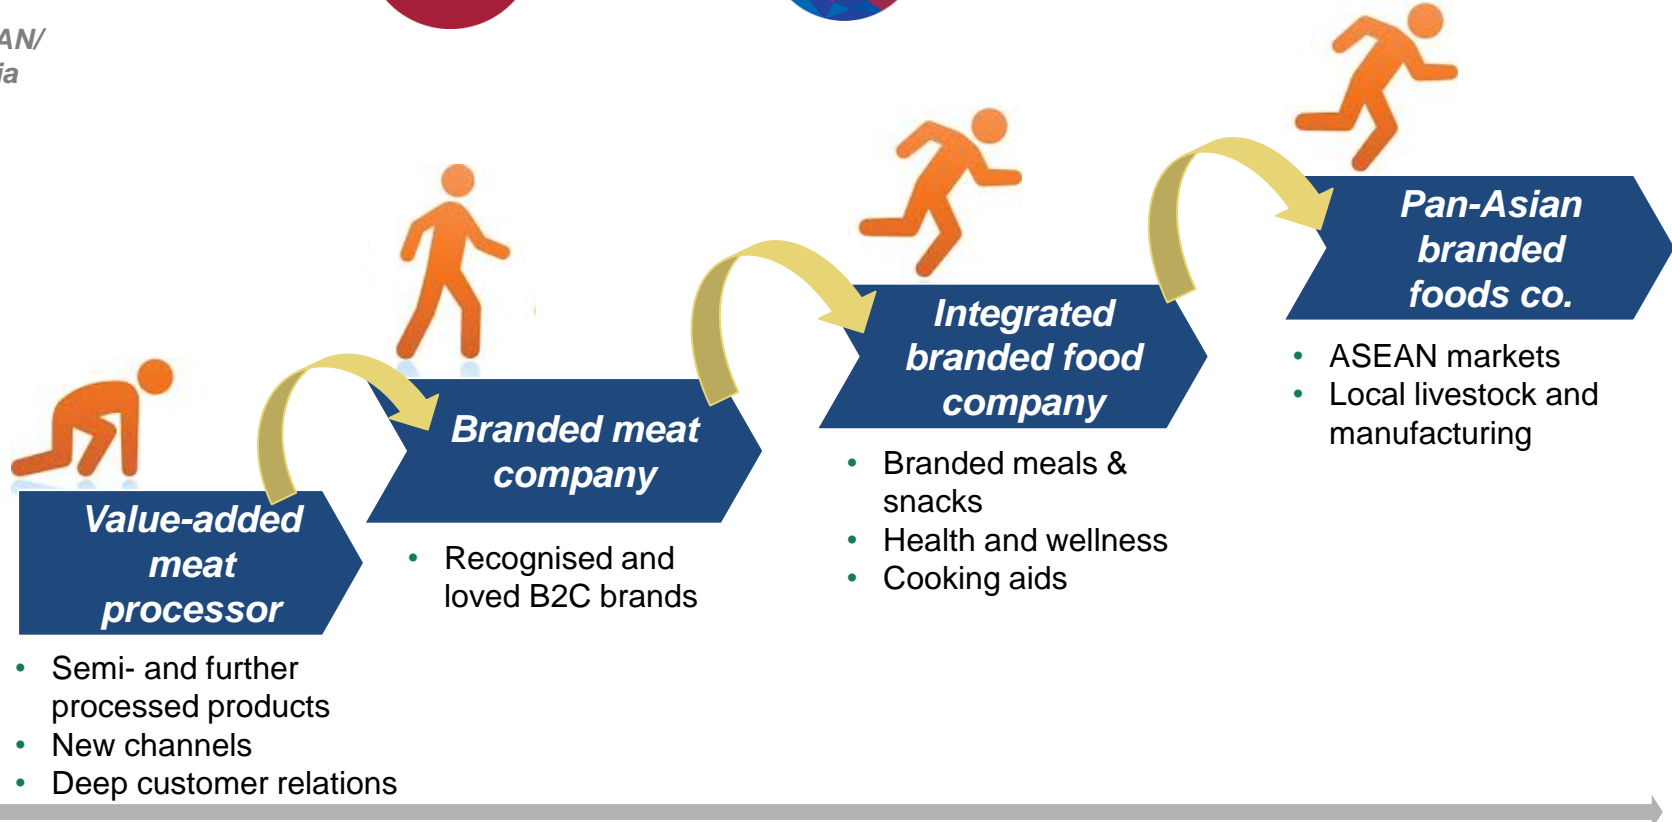 Value-added
meat
processor
• Semi- and further
processed products
• New channels
• Deep customer relations
Branded meat
company
• Recognised and
loved B2C brands
Integrated
branded food
company
• Branded meals &
snacks
• Health and wellness
• Cooking aids
Pan-Asian
branded
foods co.
• ASEAN markets
• Local livestock and
manufacturing